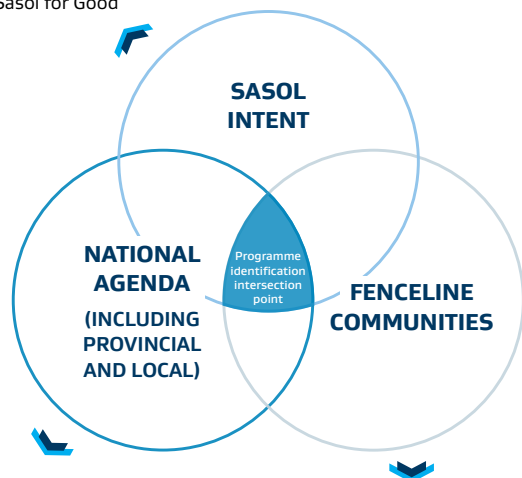 Sasol for Good
SASOL
INTENT
NATIONAL
AGENDA
(INCLUDING
PROVINCIAL
AND LOCAL)
Programme
identification
intersection
point
FENCELINE
COMMUNITIES